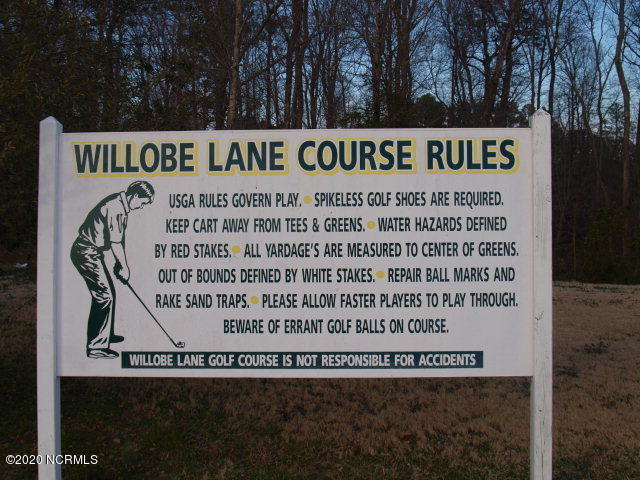 WILLOBE LANE COURSE RULES
USGA RULES GOVERN PLAY. • SPIKELESS GOLF SHOES ARE REQUIRED.
KEEP CART AWAY FROM TEES & GREENS. • WATER HAZARDS DEFINED
BY RED STAKES. • ALL YARDAGE'S ARE MEASURED TO CENTER OF GREENS.
OUT OF BOUNDS DEFINED BY WHITE STAKES. • REPAIR BALL MARKS AND
RAKE SAND TRAPS. • PLEASE ALLOW FASTER PLAYERS TO PLAY THROUGH.
BEWARE OF ERRANT GOLF BALLS ON COURSE.
WILLOBE LANE GOLF COURSE IS NOT RESPONSIBLE FOR ACCIDENTS
©2020 NCRMLS